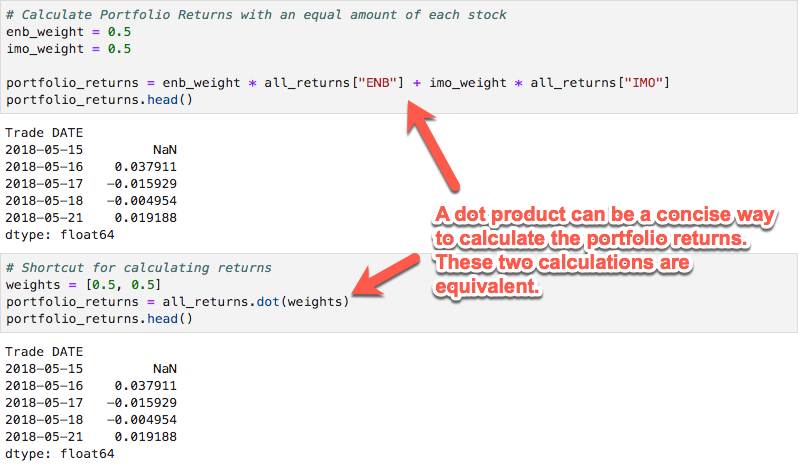 # Calculate Portfolio Returns with an equal amount of each stock
enb_weight = 0.5
imo_weight = 0.5
portfolio_returns = enb_weight * all_returns["ENB"] + imo_weight * all_returns["IMO"]
portfolio_returns.head()
Trade DATE
2018-05-15 NaN
2018-05-16 0.037911
2018-05-17 -0.015929
2018-05-18 -0.004954
2018-05-21 0.019188
dtype: float64
A dot product can be a concise way
to calculate the portfolio returns.
These two calculations are
equivalent.
# Shortcut for calculating returns
weights = [0.5, 0.5]
portfolio_returns = all_returns.dot(weights)
portfolio_returns.head()
Trade DATE
2018-05-15 NaN
2018-05-16 0.037911
2018-05-17 -0.015929
2018-05-18 -0.004954
2018-05-21 0.019188
dtype: float64